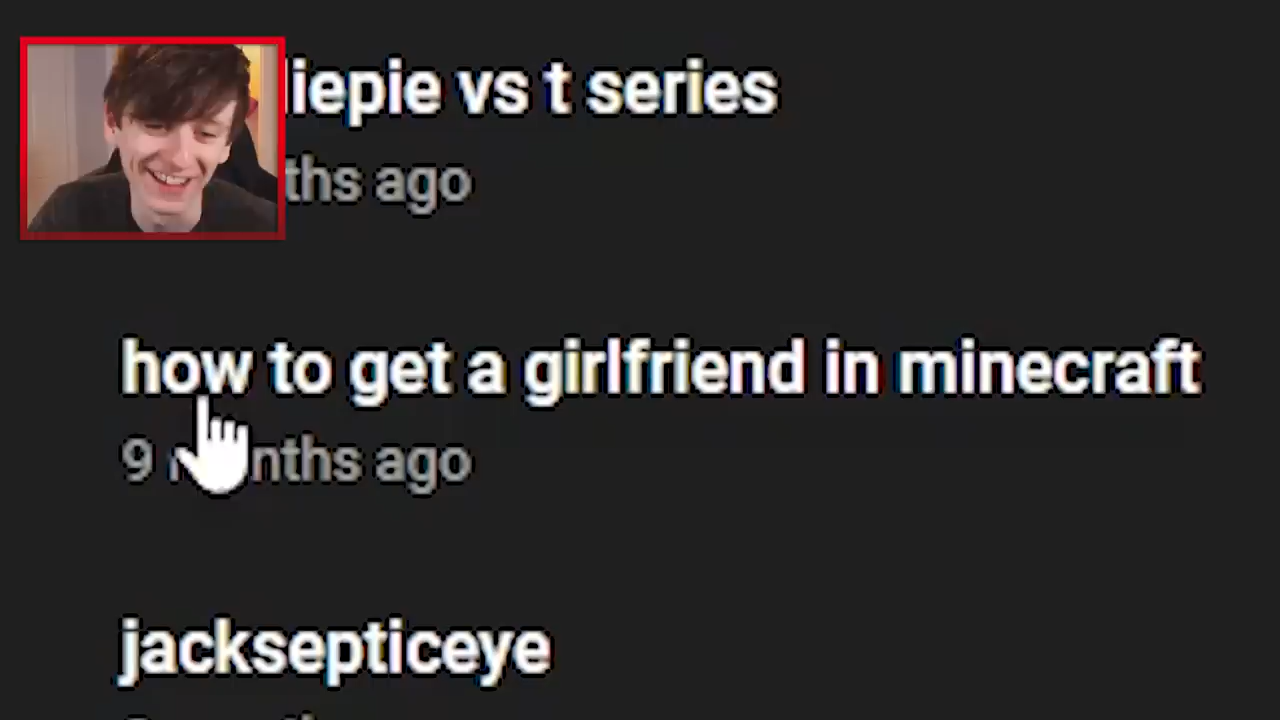 iepie vs t series
ths ago
how to get a girlfriend in minecraft
9 nths ago
jacksepticeye